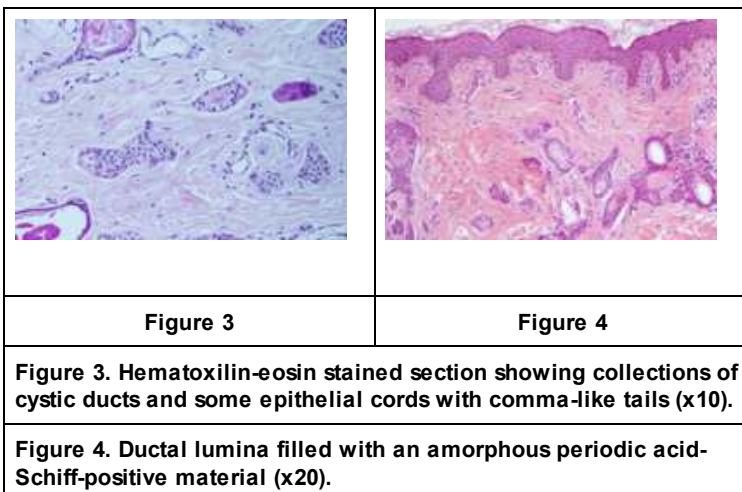 Figure 3
Figure 4
Figure 3. Hematoxilin-eosin stained section showing collections of
cystic ducts and some epithelial cords with comma-like tails (x10).
Figure 4. Ductal lumina filled with an amorphous periodic acid-
Schiff-positive material (x20).